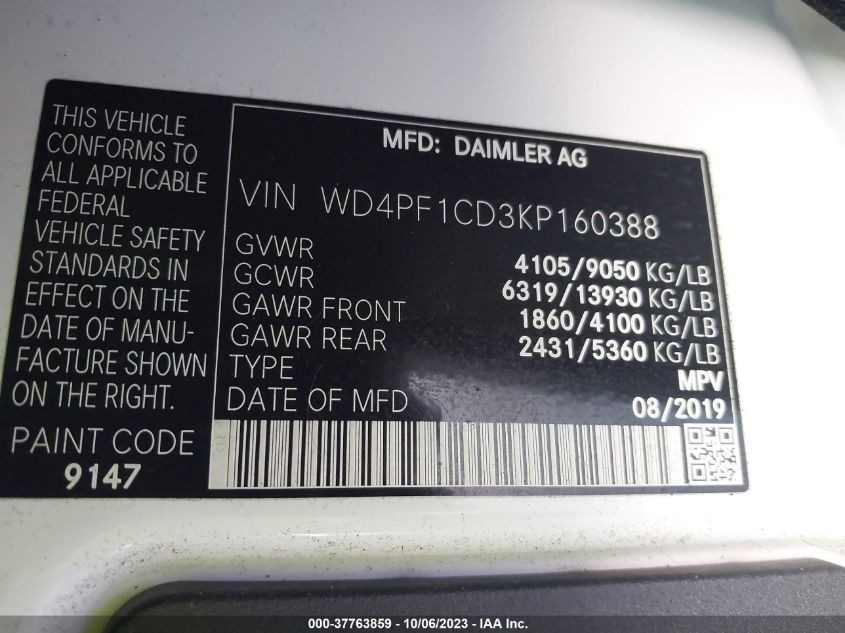 THIS VEHICLE
CONFORMS TO
ALL APPLICABLE
FEDERAL
VEHICLE SAFETY
STANDARDS IN
EFFECT ON THE
DATE OF MANU-
FACTURE SHOWN
ON THE RIGHT.
PAINT CODE
9147
MFD: DAIMLER AG
VIN WD4PF1CD3KP160388
GVWR 4105/9050 KG/LB
GCWR 6319/13930 KG/LB
GAWR FRONT 1860/4100 KG/LB
GAWR REAR 2431/5360 KG/LB
TYPE MPV
DATE OF MFD 08/2019
000-37763859 - 10/06/2023 - IAA Inc.